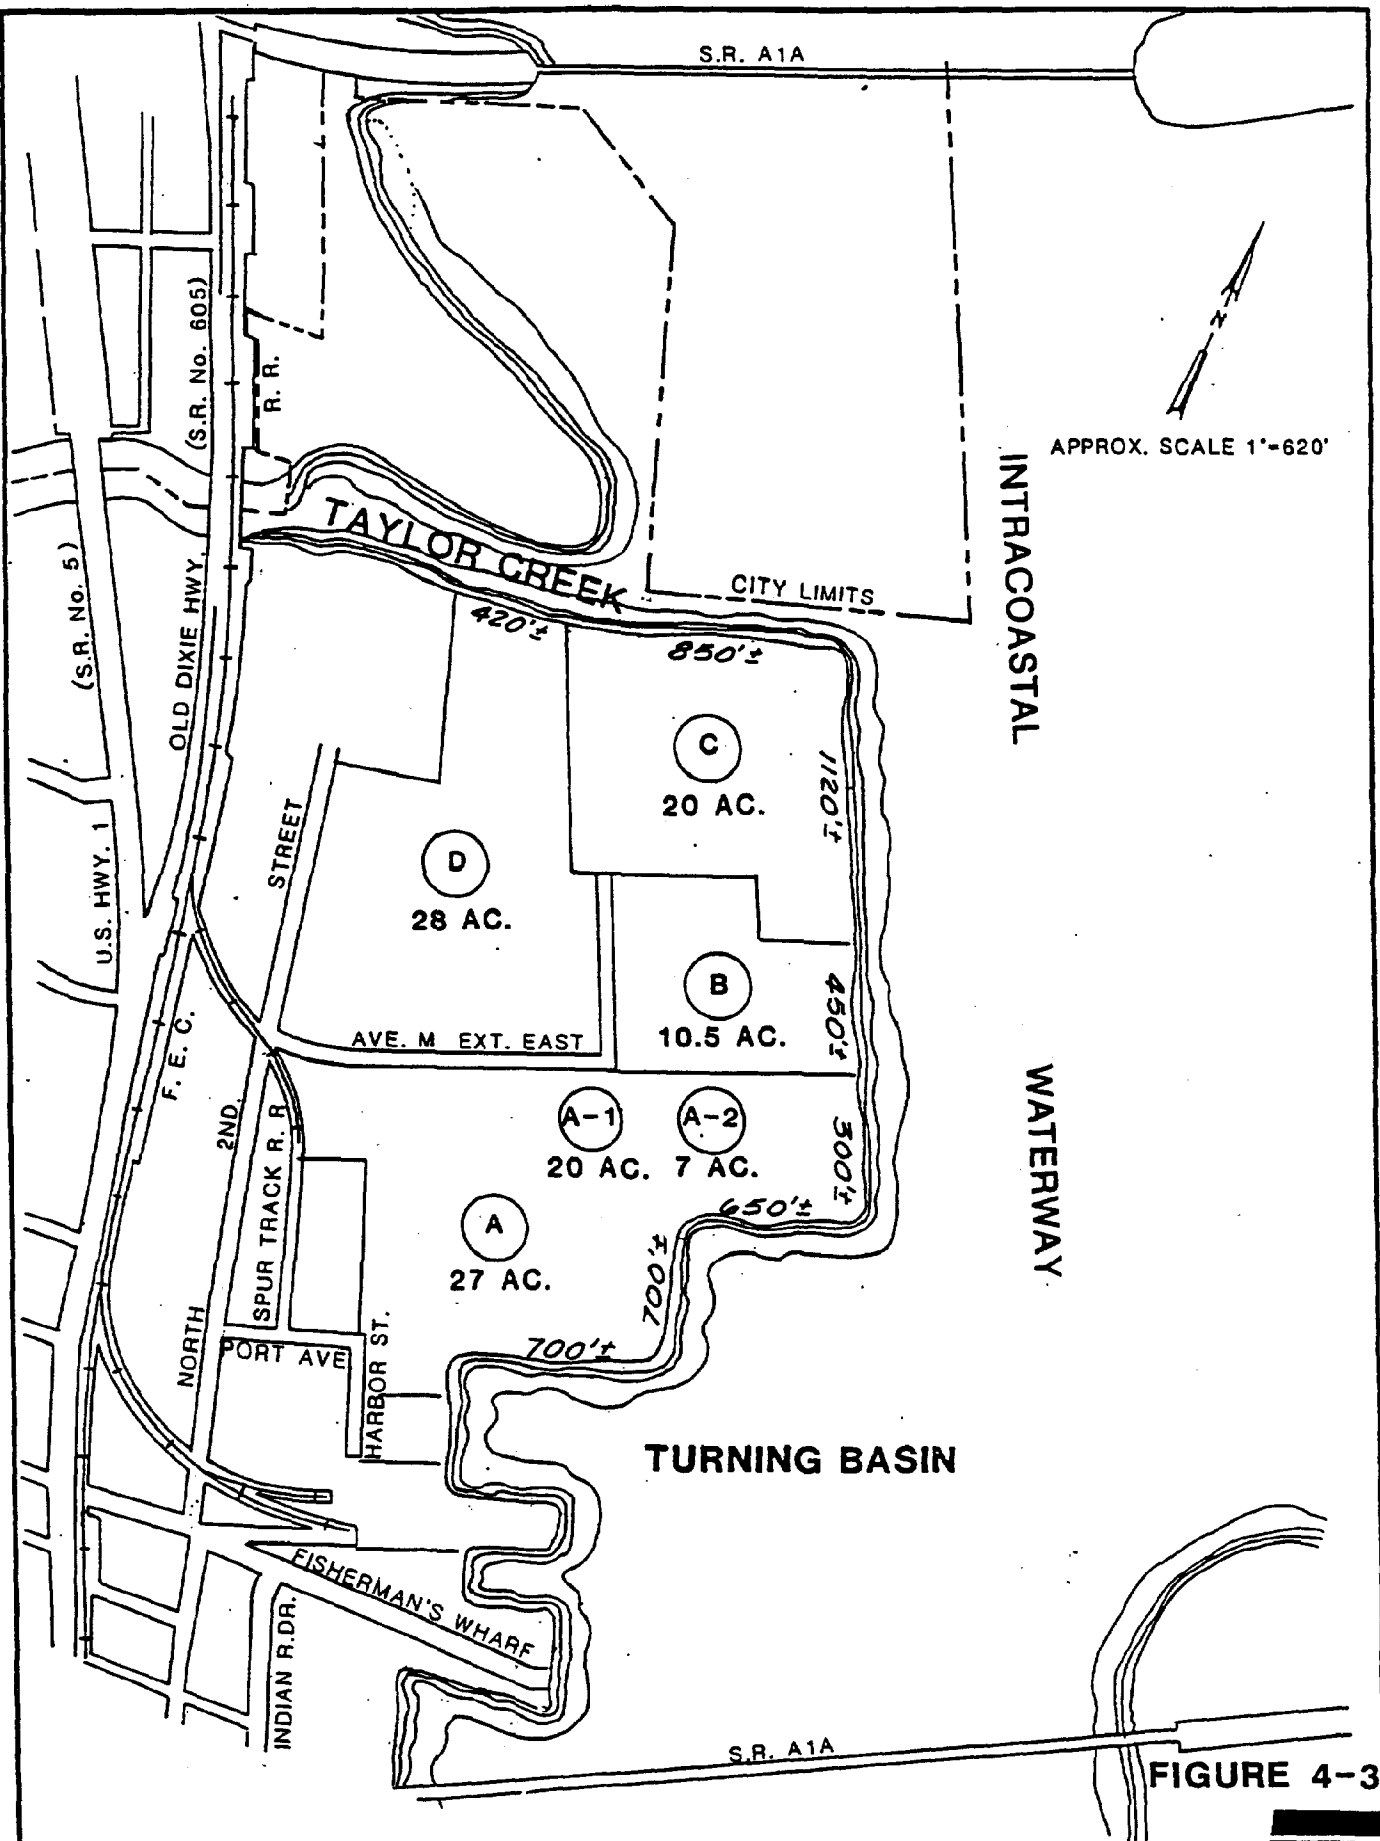 S.R. A1A
(S.R. No. 605)
R. R.
N
APPROX. SCALE 1"=620'
INTRACOASTAL
TAYLOR CREEK
CITY LIMITS
(S.R. No. 5)
OLD DIXIE HWY.
420'±
850'±
C
20 AC.
1120'±
STREET
D
28 AC.
U.S. HWY. 1
B
10.5 AC.
450'±
F. E. C.
AVE. M EXT. EAST
WATERWAY
2ND.
A-1
20 AC.
A-2
7 AC.
300'±
SPUR TRACK R. R
650'±
A
27 AC.
700'±
NORTH
PORT AVE
HARBOR ST.
700'±
TURNING BASIN
FISHERMAN'S WHARF
INDIAN R.DR.
S.R. A1A
FIGURE 4-3